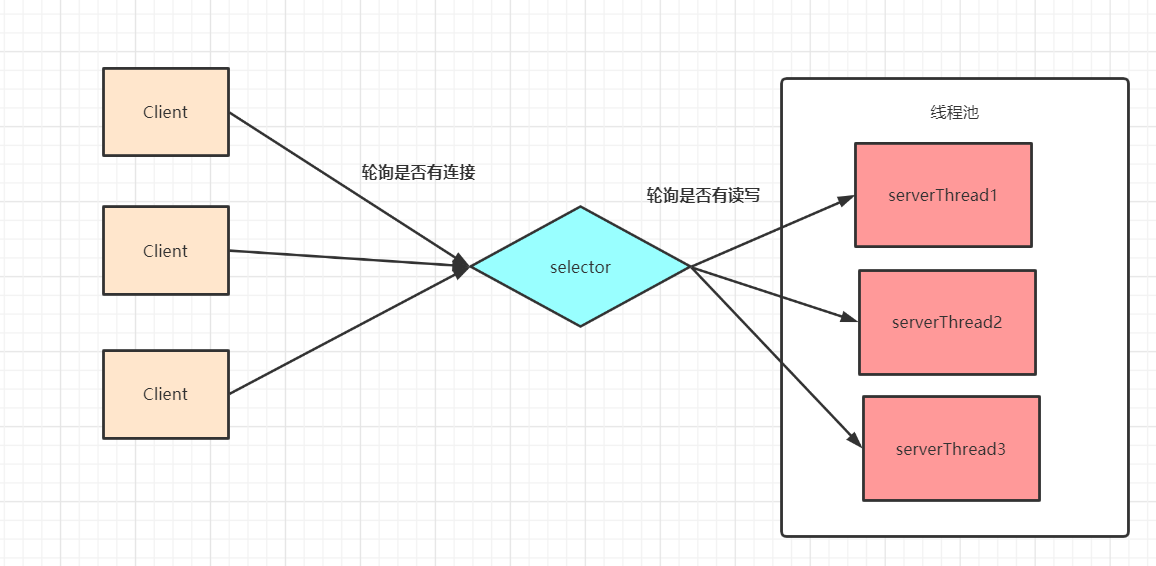 Client
轮询是否有连接
Client
Client
selector
轮询是否有读写
线程池
serverThread1
serverThread2
serverThread3